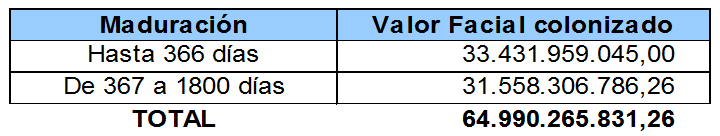 Maduración Valor Facial colonizado
Hasta 366 días 33.431.959.045,00
De 367 a 1800 días 31.558.306.786,26
TOTAL 64.990.265.831,26